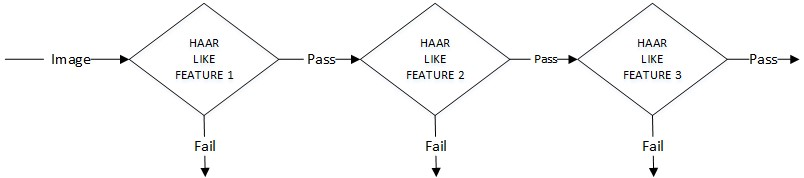 Image
HAAR
LIKE
FEATURE 1
Pass
HAAR
LIKE
FEATURE 2
Pass
HAAR
LIKE
FEATURE 3
Pass
Fail
Fail
Fail